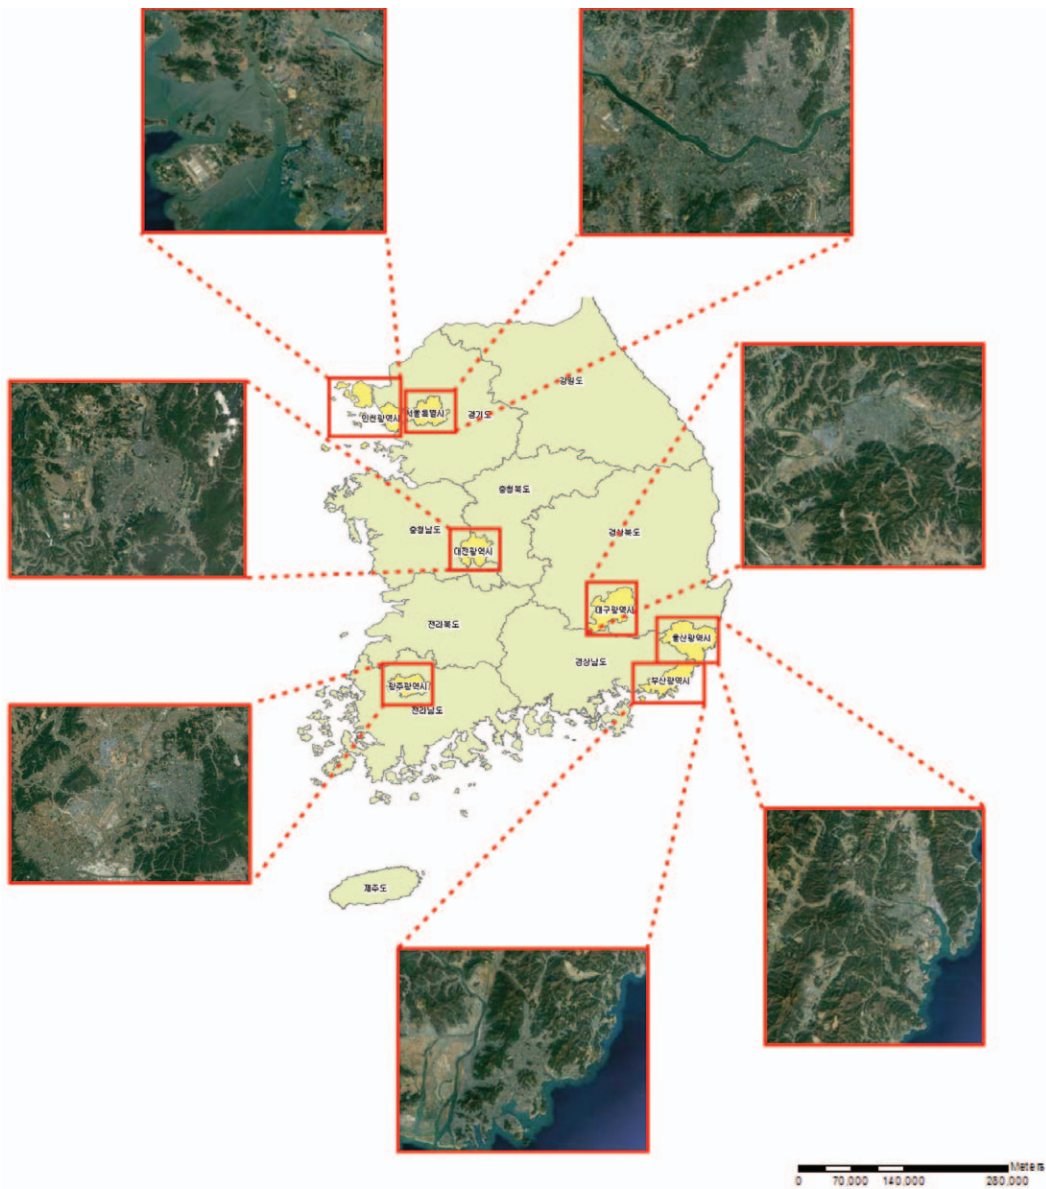 강원도
인천광역시
서울특별시
경기도
충청북도
충청남도
대전광역시
경상북도
대구광역시
전라북도
울산광역시
경상남도
부산광역시
광주광역시
전라남도
제주도
Meters
0 70,000 140,000 280,000